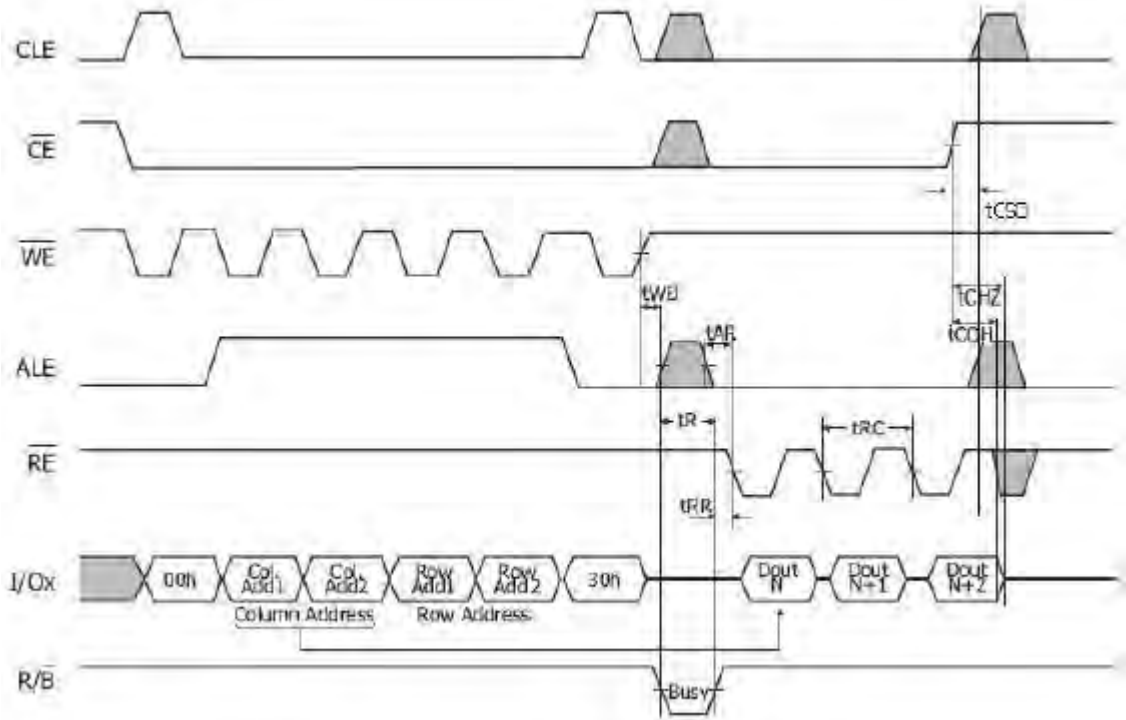 CLE
CE
tCSD
WE
tWB
tCHZ
tCOH
tAR
ALE
tR
tRC
RE
tRR
I/Ox
00h
Col. Add1
Col. Add2
Row Add1
Row Add2
30h
Dout N
Dout N+1
Dout N+2
Column Address
Row Address
R/B
Busy